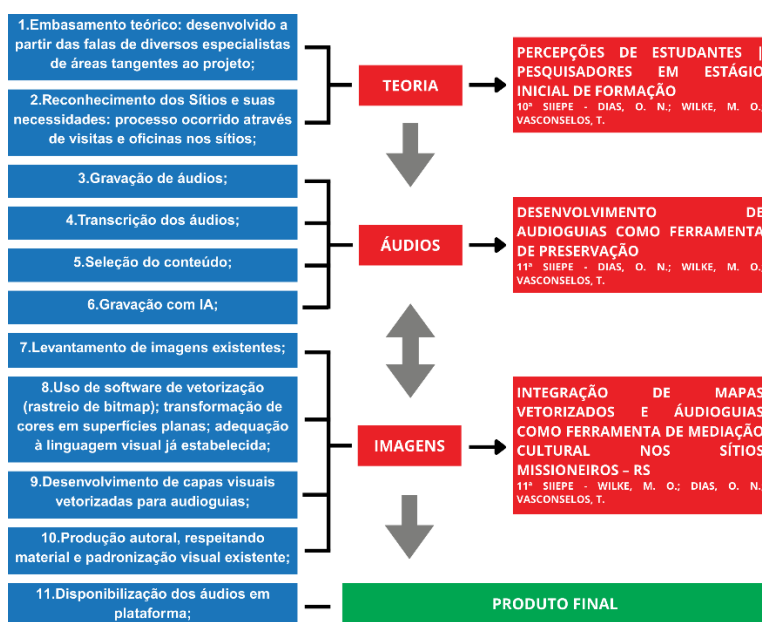 1.Embasamento teórico: desenvolvido a
partir das falas de diversos especialistas
de áreas tangentes ao projeto;
2.Reconhecimento dos Sítios e suas
necessidades: processo ocorrido através
de visitas e oficinas nos sítios;
TEORIA
PERCEPÇÕES DE ESTUDANTES |
PESQUISADORES EM ESTÁGIO
INICIAL DE FORMAÇÃO
10ª SIIEPE - DIAS, O. N.; WILKE, M. O.;
VASCONSELOS, T.
3.Gravação de áudios;
4.Transcrição dos áudios;
5.Seleção do conteúdo;
6.Gravação com IA;
ÁUDIOS
DESENVOLVIMENTO DE
AUDIOGUIAS COMO FERRAMENTA
DE PRESERVAÇÃO
11ª SIIEPE - DIAS, O. N.; WILKE, M. O.;
VASCONSELOS, T.
7.Levantamento de imagens existentes;
8.Uso de software de vetorização
(rastreio de bitmap); transformação de
cores em superfícies planas; adequação
à linguagem visual já estabelecida;
9.Desenvolvimento de capas visuais
vetorizadas para audioguias;
10.Produção autoral, respeitando
material e padronização visual existente;
IMAGENS
INTEGRAÇÃO DE MAPAS
VETORIZADOS E ÁUDIOGUIAS
COMO FERRAMENTA DE MEDIAÇÃO
CULTURAL NOS SÍTIOS
MISSIONEIROS – RS
11ª SIIEPE - WILKE, M. O.; DIAS, O. N.
VASCONSELOS, T.
11.Disponibilização dos áudios em
plataforma;
PRODUTO FINAL